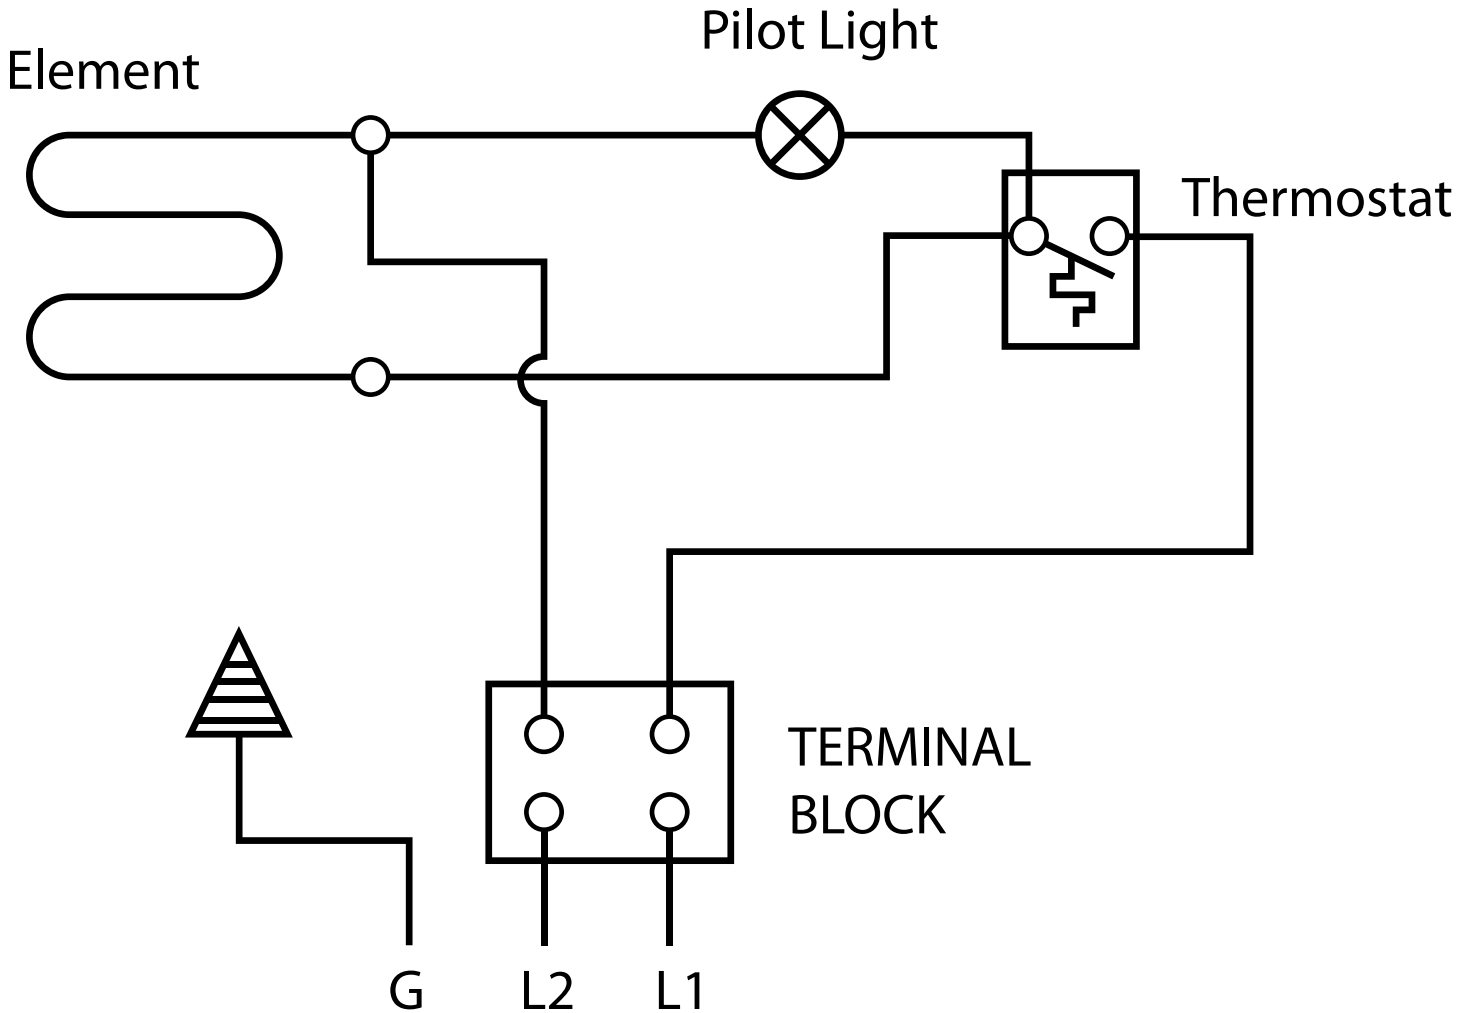 Pilot Light
Element
Thermostat
TERMINAL
BLOCK
G
L2
L1